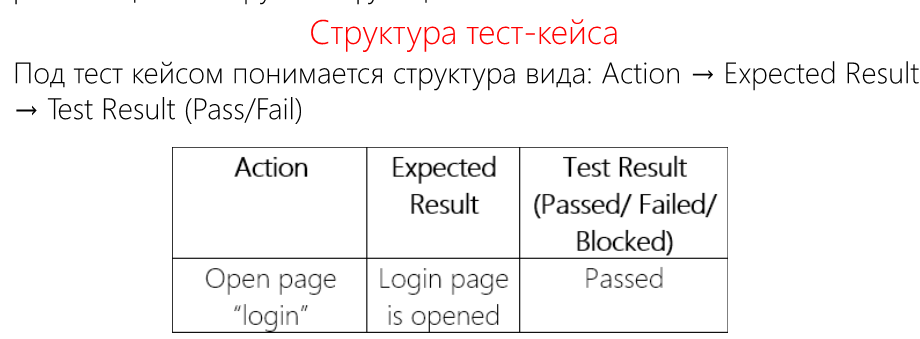 Структура тест-кейса
Под тест кейсом понимается структура вида: Action → Expected Result
→ Test Result (Pass/Fail)
Action
Expected
Result
Test Result
(Passed/ Failed/
Blocked)
Open page
“login”
Login page
is opened
Passed